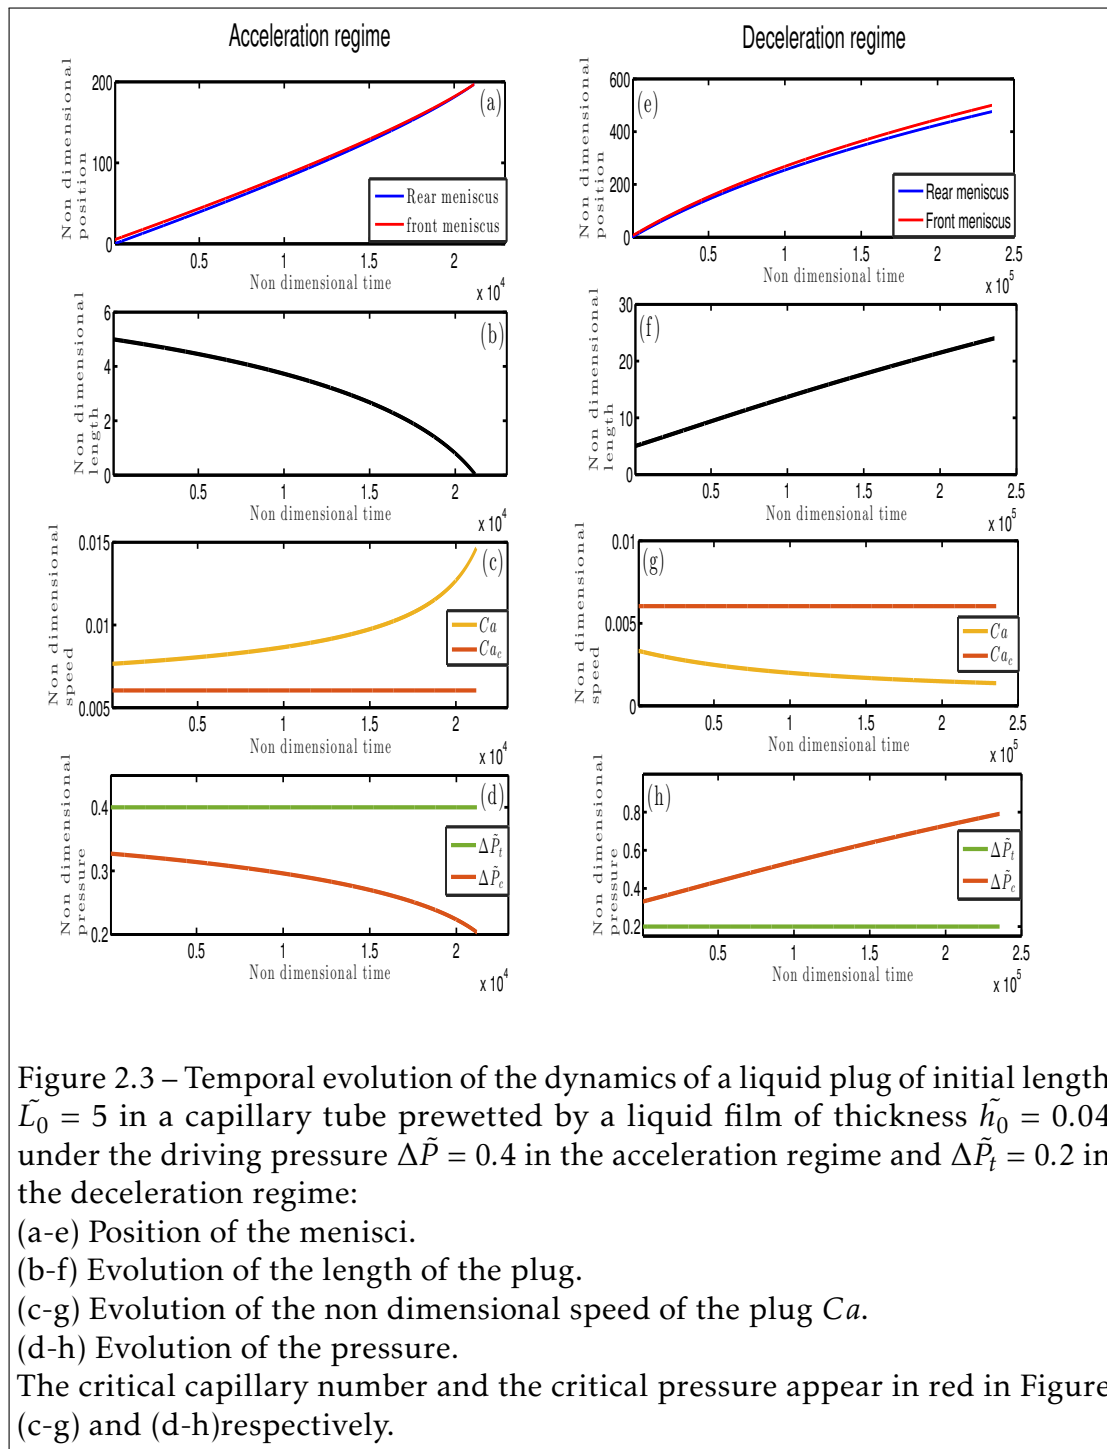 Acceleration regime
Non dimensional
position
200
100
0
(a)
Rear meniscus
front meniscus
0.5 1 1.5 2
Non dimensional time
x 10^4
Non dimensional
length
6
4
2
0
(b)
0.5 1 1.5 2
Non dimensional time
x 10^4
Non dimensional
speed
0.015
0.01
0.005
(c)
Ca
Ca_c
0.5 1 1.5 2
Non dimensional time
x 10^4
Non dimensional
pressure
0.4
0.3
0.2
(d)
ΔP̃_t
ΔP̃_c
0.5 1 1.5 2
Non dimensional time
x 10^4
Deceleration regime
Non dimensional
position
600
400
200
0
(e)
Rear meniscus
Front meniscus
0.5 1 1.5 2 2.5
Non dimensional time
x 10^5
Non dimensional
length
30
20
10
0
(f)
0.5 1 1.5 2 2.5
Non dimensional time
x 10^5
Non dimensional
speed
0.01
0.005
0
(g)
Ca
Ca_c
0.5 1 1.5 2 2.5
Non dimensional time
x 10^5
Non dimensional
pressure
0.8
0.6
0.4
0.2
(h)
ΔP̃_t
ΔP̃_c
0.5 1 1.5 2 2.5
Non dimensional time
x 10^5
Figure 2.3 – Temporal evolution of the dynamics of a liquid plug of initial length
L̃_0 = 5 in a capillary tube prewetted by a liquid film of thickness h̃_0 = 0.04
under the driving pressure ΔP̃ = 0.4 in the acceleration regime and ΔP̃_t = 0.2 in
the deceleration regime:
(a-e) Position of the menisci.
(b-f) Evolution of the length of the plug.
(c-g) Evolution of the non dimensional speed of the plug Ca.
(d-h) Evolution of the pressure.
The critical capillary number and the critical pressure appear in red in Figure
(c-g) and (d-h)respectively.